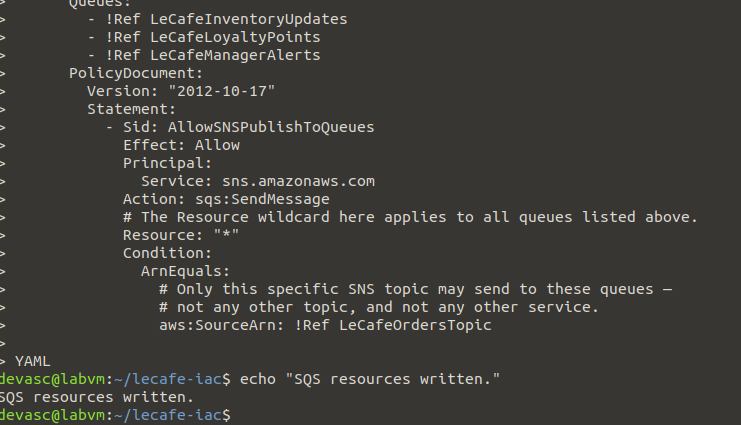 >       Queues:
>         - !Ref LeCafeInventoryUpdates
>         - !Ref LeCafeLoyaltyPoints
>         - !Ref LeCafeManagerAlerts
>       PolicyDocument:
>         Version: "2012-10-17"
>         Statement:
>           - Sid: AllowSNSPublishToQueues
>             Effect: Allow
>             Principal:
>               Service: sns.amazonaws.com
>             Action: sqs:SendMessage
>             # The Resource wildcard here applies to all queues listed above.
>             Resource: "*"
>             Condition:
>               ArnEquals:
>                 # Only this specific SNS topic may send to these queues —
>                 # not any other topic, and not any other service.
>                 aws:SourceArn: !Ref LeCafeOrdersTopic
>
> YAML
devasc@labvm:~/lecafe-iac$ echo "SQS resources written."
SQS resources written.
devasc@labvm:~/lecafe-iac$